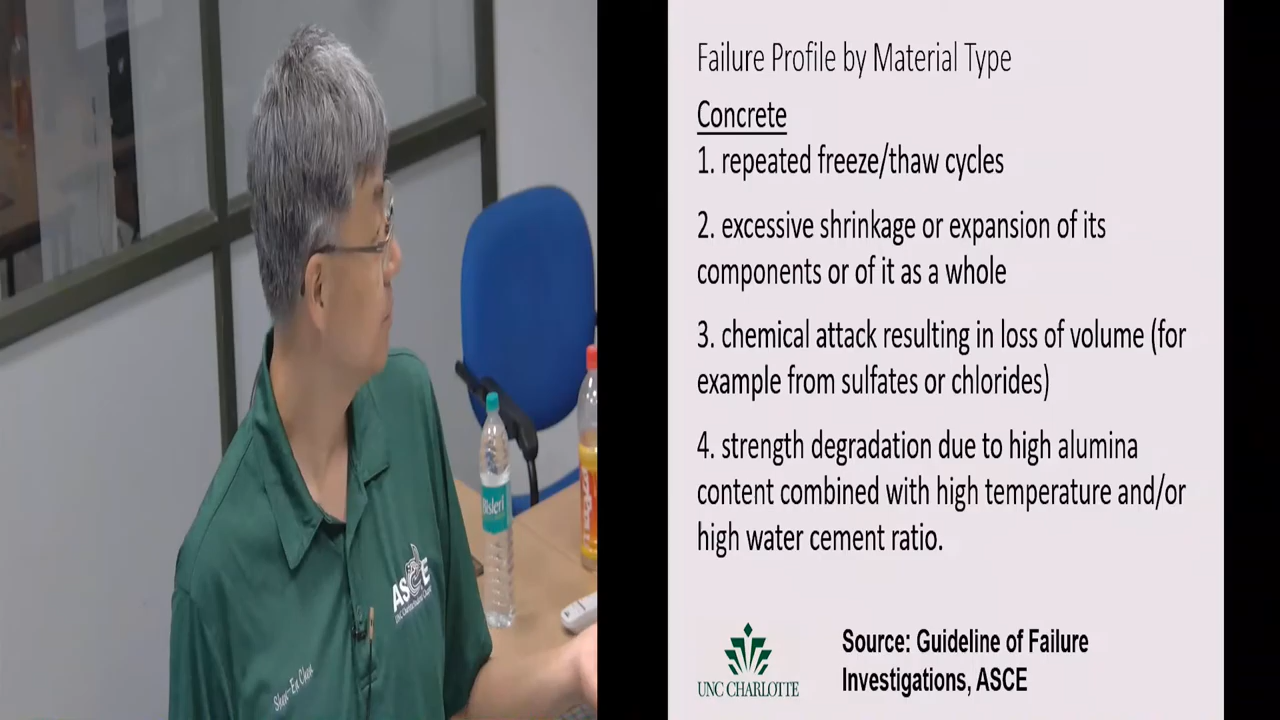 Failure Profile by Material Type
Concrete
1. repeated freeze/thaw cycles
2. excessive shrinkage or expansion of its
components or of it as a whole
3. chemical attack resulting in loss of volume (for
example from sulfates or chlorides)
4. strength degradation due to high alumina
content combined with high temperature and/or
high water cement ratio.
UNC CHARLOTTE
Source: Guideline of Failure
Investigations, ASCE
ASCE
Bisleri